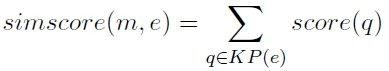 simscore(m, e) = ∑ score(q)
q∈KP(e)